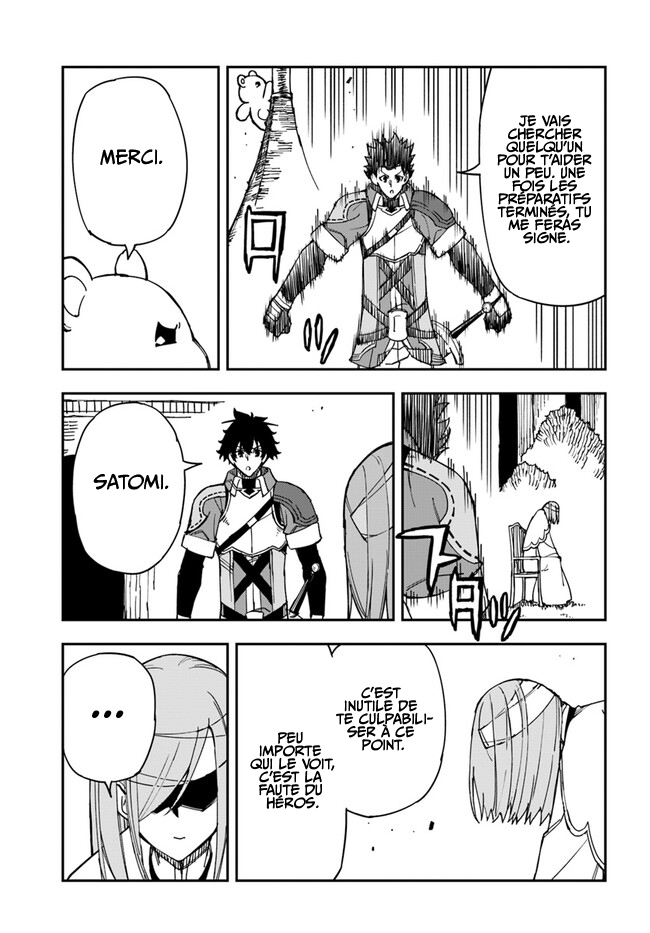 JE VAIS
CHERCHER
QUELQU'UN
POUR T'AIDER
UN PEU. UNE
FOIS LES
PRÉPARATIFS
TERMINÉS, TU
ME FERAS
SIGNE.
MERCI.
SATOMI.
C'EST
INUTILE DE
TE CULPABILI-
SER À CE
POINT.
PEU
IMPORTE
QUI LE VOIT,
C'EST LA
FAUTE DU
HÉROS.
...